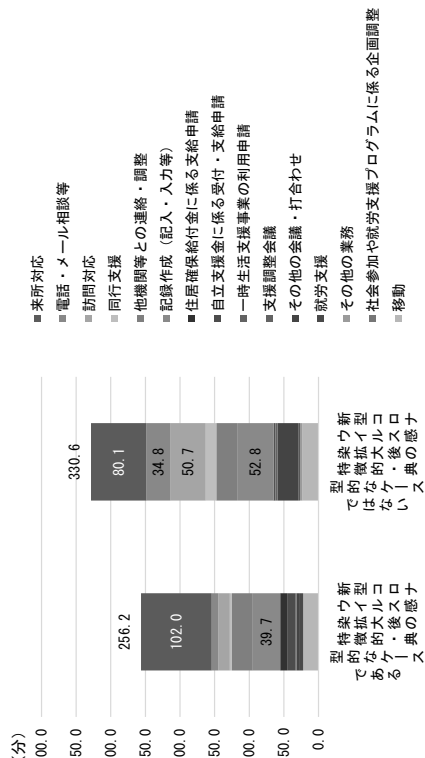 (分)
00.0
50.0
00.0
50.0
00.0
50.0
00.0
50.0
0.0
256.2
102.0
39.7
330.6
80.1
34.8
50.7
52.8
新型コロナ
ウイルス感
染拡大後の
特徴的・典
型的なケース
である
新型コロナ
ウイルス感
染拡大後の
特徴的・典
型的なケース
ではない
来所対応
電話・メール相談等
訪問対応
同行支援
他機関等との連絡・調整
記録作成（記入・入力等）
住居確保給付金に係る支給申請
自立支援金に係る受付・支給申請
一時生活支援事業の利用申請
支援調整会議
その他の会議・打合わせ
就労支援
その他の業務
社会参加や就労支援プログラムに係る企画調整
移動